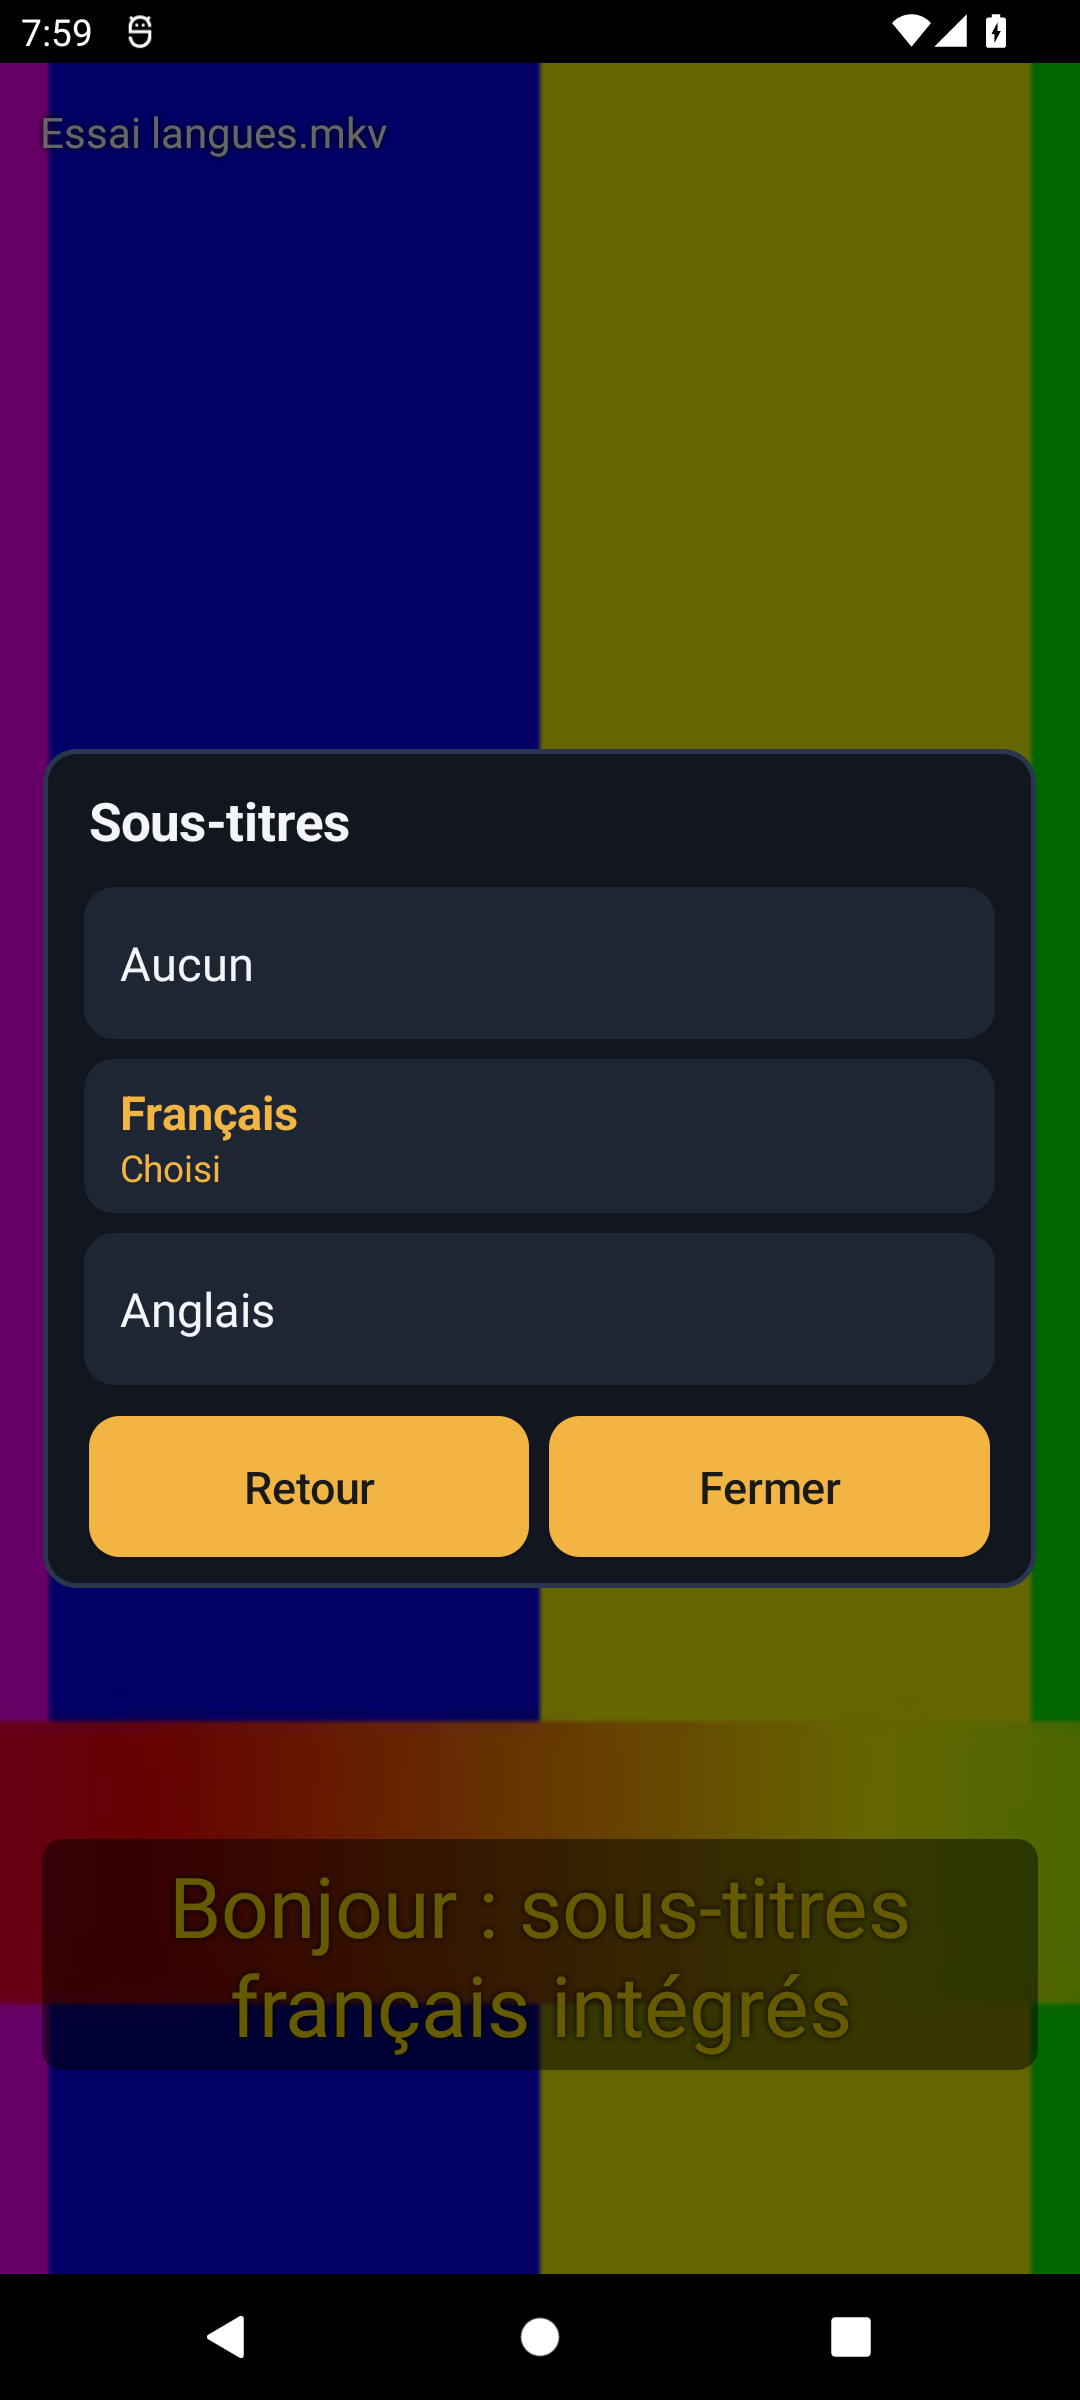 7:59
Essai langues.mkv
Sous-titres
Aucun
Français
Choisi
Anglais
Retour
Fermer
Bonjour : sous-titres
français intégrés